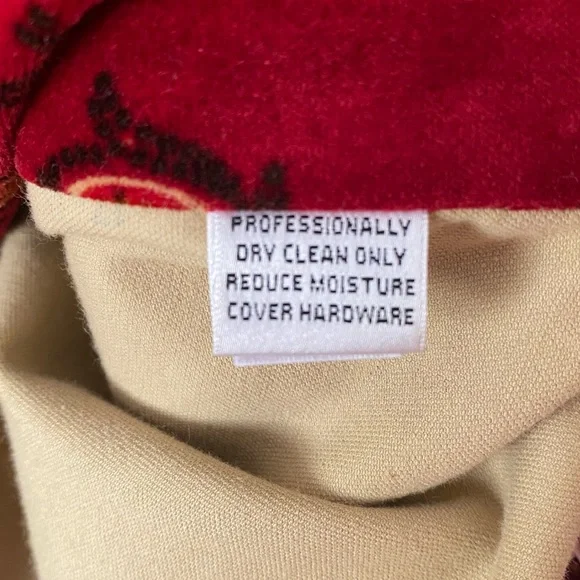 PROFESSIONALLY
DRY CLEAN ONLY
REDUCE MOISTURE
COVER HARDWARE